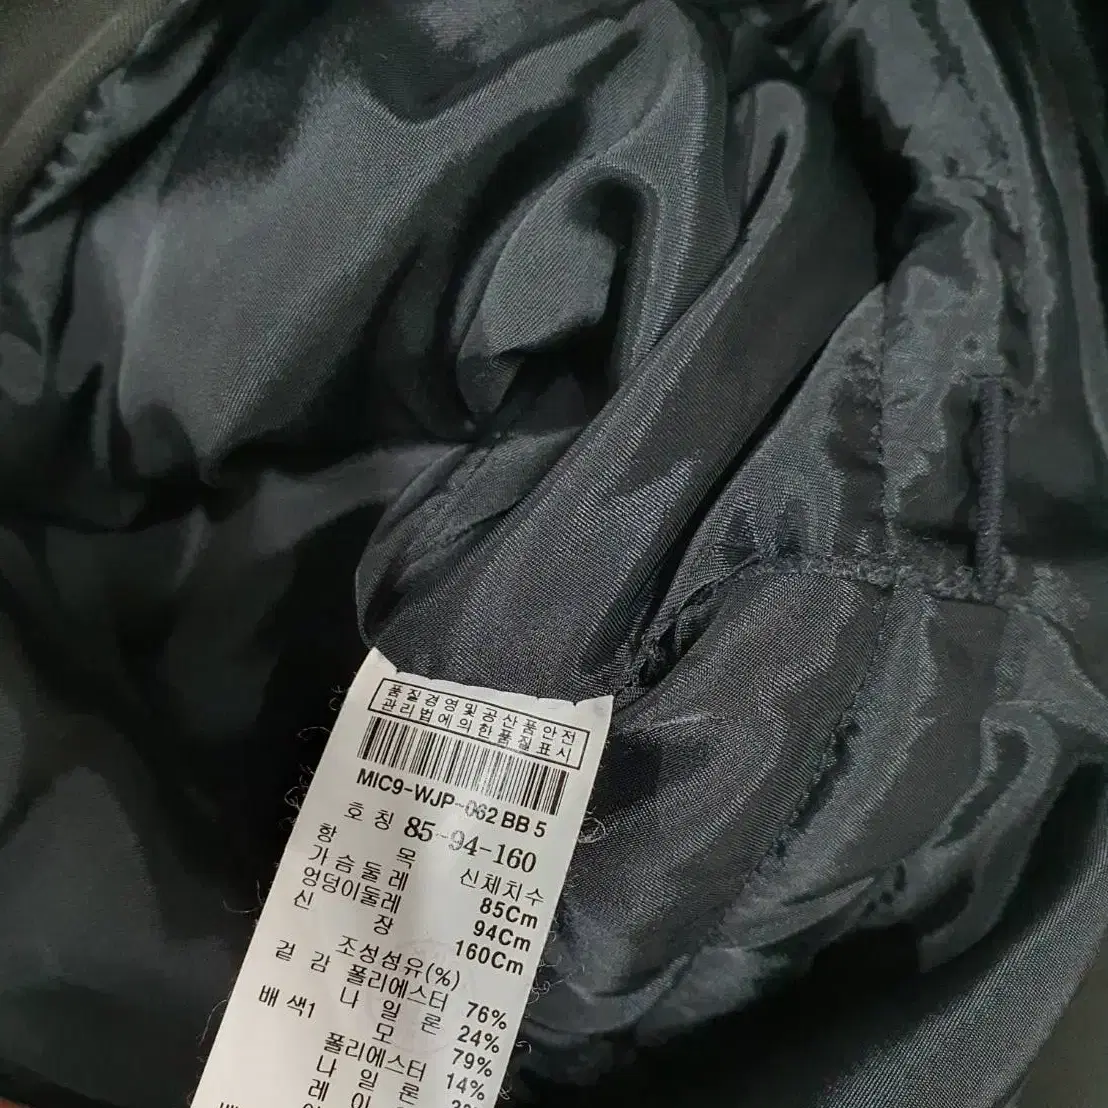 품질경영및공산품안전
관리법에의한품질표시
MIC9-WJP-062 BB 5
호 칭 85-94-160
항 목 신체치수
가슴둘레 85Cm
엉덩이둘레 94Cm
신 장 160Cm
조성섬유(%)
겉 감 폴리에스터 76%
나 일 론 24%
배 색1 모 79%
폴리에스터 14%
나 일 론
레 이